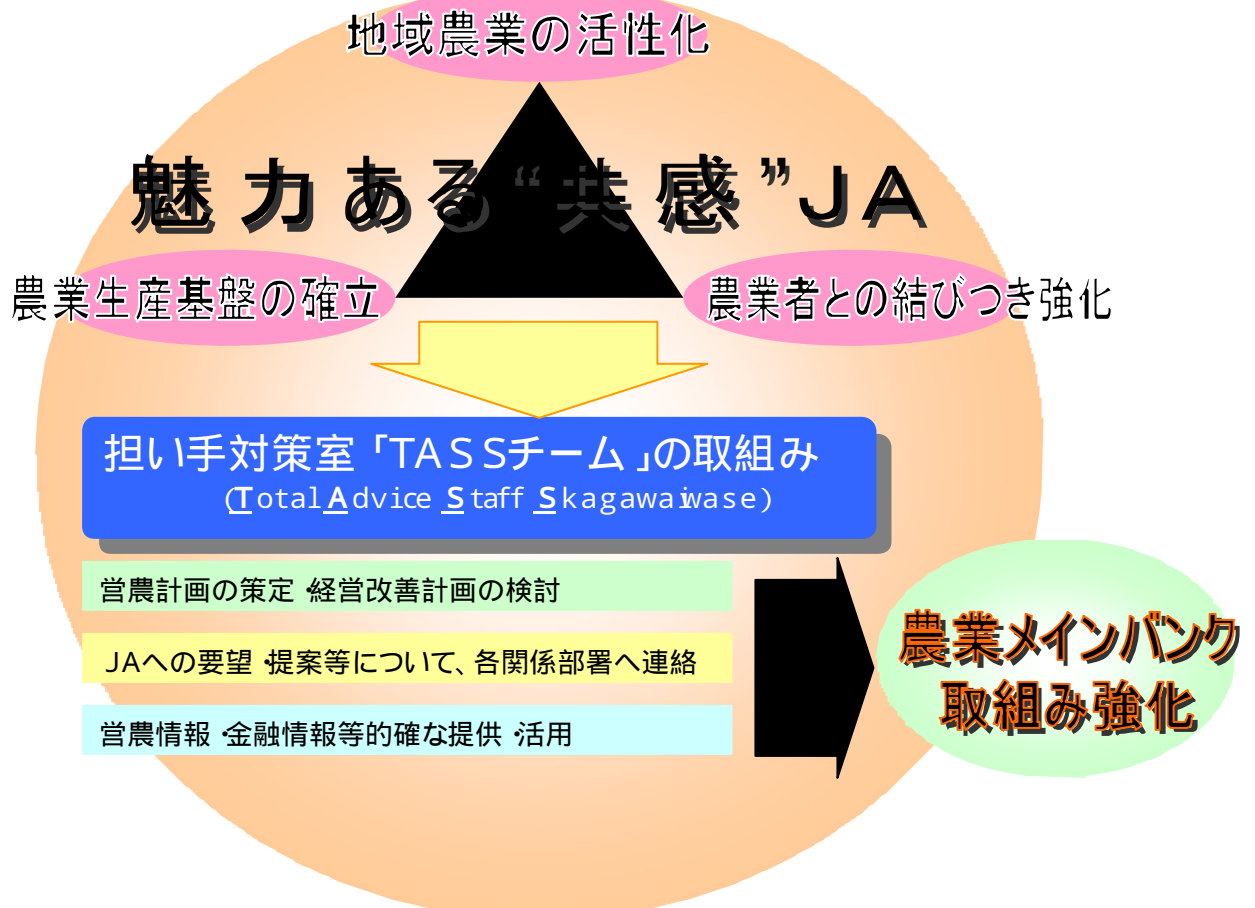 地域農業の活性化
魅力ある“共感”JA
農業生産基盤の確立
農業者との結びつき強化
担い手対策室「TASSチーム」の取組み
(Total Advice Staff Skagawaiwase)
営農計画の策定・経営改善計画の検討
JAへの要望・提案等について、各関係部署へ連絡
営農情報・金融情報等的確な提供・活用
農業メインバンク
取組み強化